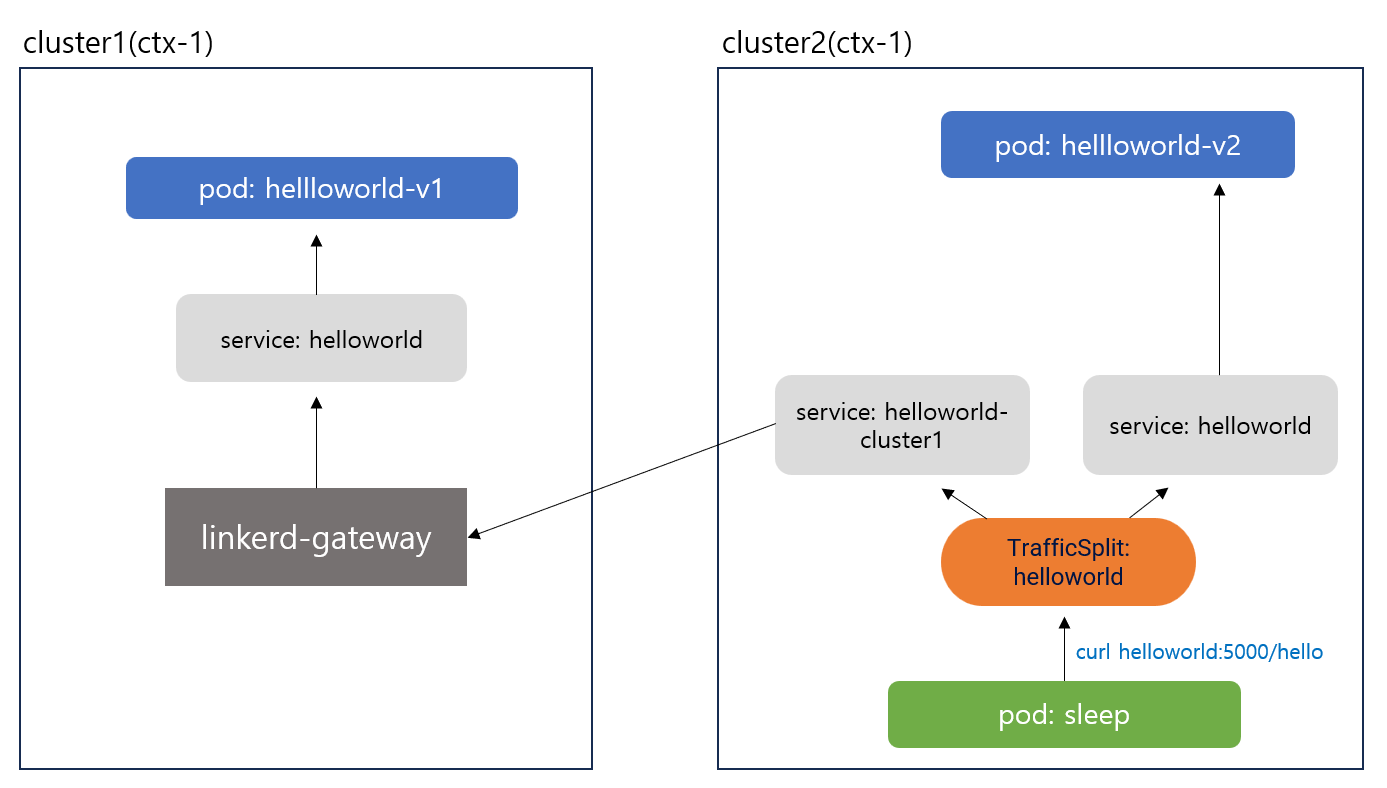 cluster1(ctx-1)
pod: hellloworld-v1
service: helloworld
linkerd-gateway
cluster2(ctx-1)
pod: hellloworld-v2
service: helloworld-
cluster1
service: helloworld
TrafficSplit:
helloworld
curl helloworld:5000/hello
pod: sleep